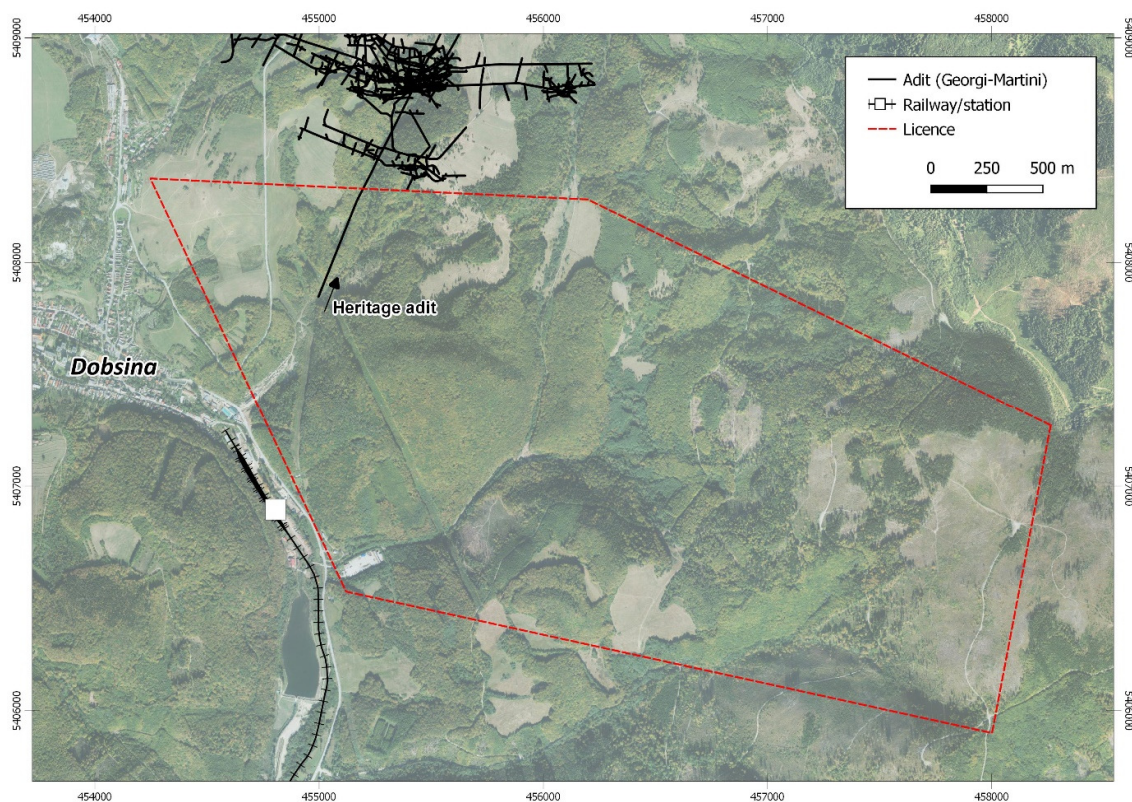 454000 455000 456000 457000 458000
5409000 5409000
Adit (Georgi-Martini)
Railway/station
Licence
0 250 500 m
5408000 5408000
Heritage adit
Dobsina
5407000 5407000
5406000 5406000
454000 455000 456000 457000 458000